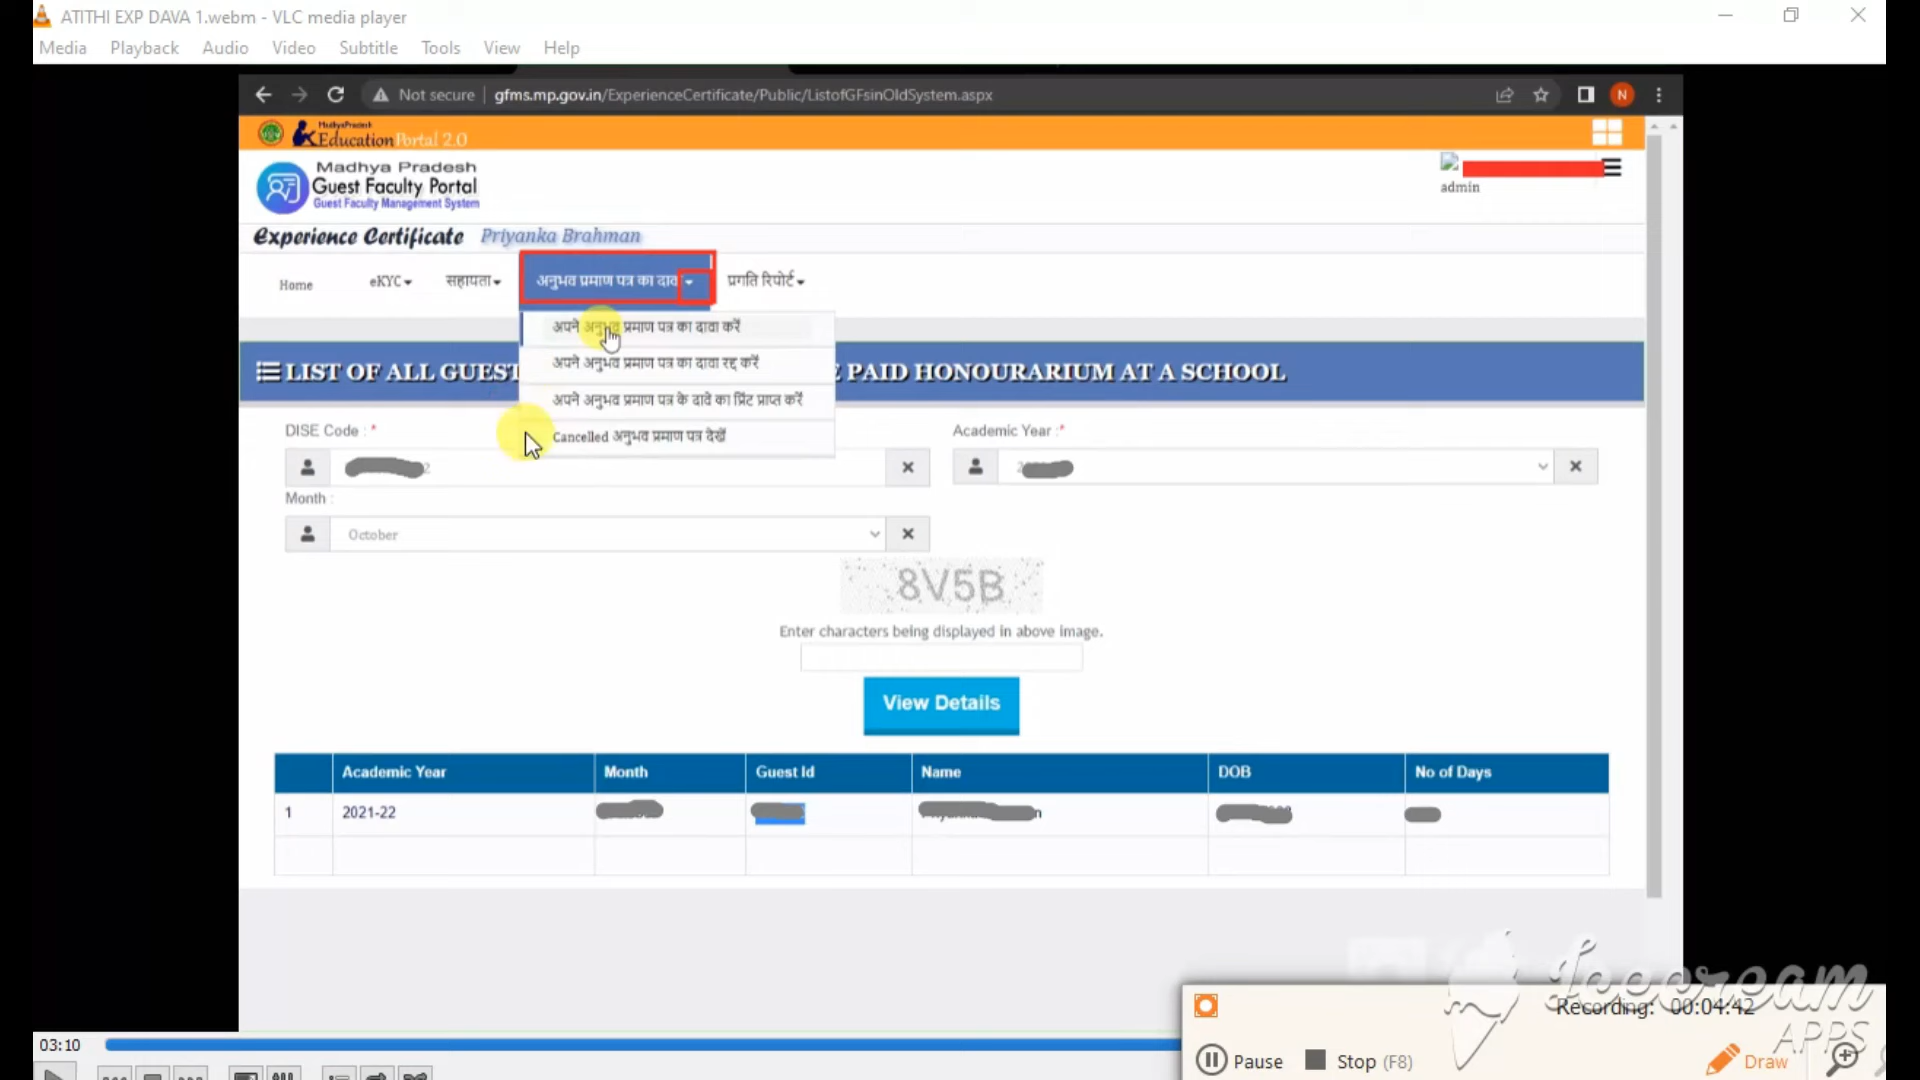 ATITHI EXP DAVA 1.webm - VLC media player
Media Playback Audio Video Subtitle Tools View Help
Not secure gfms.mp.gov.in/ExperienceCertificate/Public/ListofGFsinOldSystem.aspx N
MadhyaPradesh
Education Portal 2.0
Madhya Pradesh
Guest Faculty Portal
Guest Faculty Management System
admin
Experience Certificate Priyanka Brahman
Home eKYC सहायता अनुभव प्रमाण पत्र का दावा प्रगति रिपोर्ट
अपने अनुभव प्रमाण पत्र का दावा करें
अपने अनुभव प्रमाण पत्र का दावा रद्द करें
अपने अनुभव प्रमाण पत्र के दावे का प्रिंट प्राप्त करें
Cancelled अनुभव प्रमाण पत्र देखें
LIST OF ALL GUEST PAID HONOURARIUM AT A SCHOOL
DISE Code : * Academic Year :*
Month :
October
8V5B
Enter characters being displayed in above image.
View Details
Academic Year Month Guest Id Name DOB No of Days
1 2021-22
Icecream
APPS
Recording: 00:04:42
03:10
Pause Stop (F8) Draw